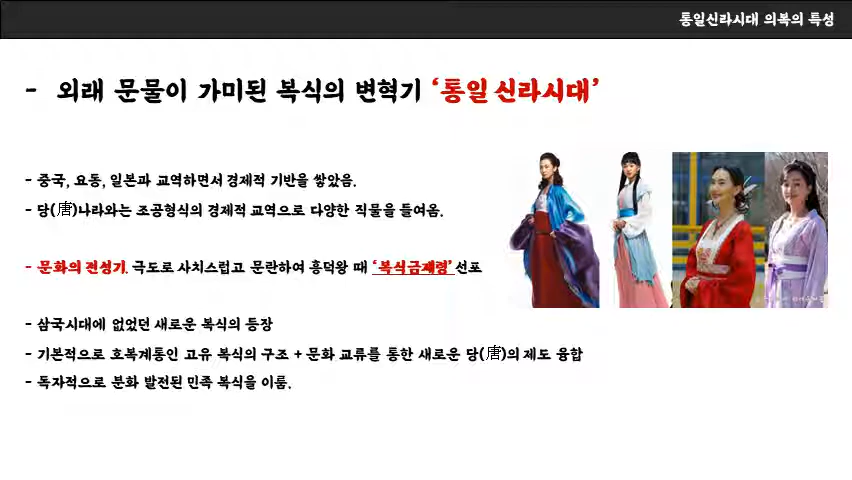 통일신라시대 의복의 특성
- 외래 문물이 가미된 복식의 변혁기 ‘통일 신라시대’
- 중국, 요동, 일본과 교역하면서 경제적 기반을 쌓았음.
- 당(唐)나라와는 조공형식의 경제적 교역으로 다양한 직물을 들여옴.
- 문화의 전성기. 극도로 사치스럽고 문란하여 흥덕왕 때 ‘복식금제령’ 선포
- 삼국시대에 없었던 새로운 복식의 등장
- 기본적으로 호복계통인 고유 복식의 구조 + 문화 교류를 통한 새로운 당(唐)의 제도 융합
- 독자적으로 분화 발전된 민족 복식을 이룸.